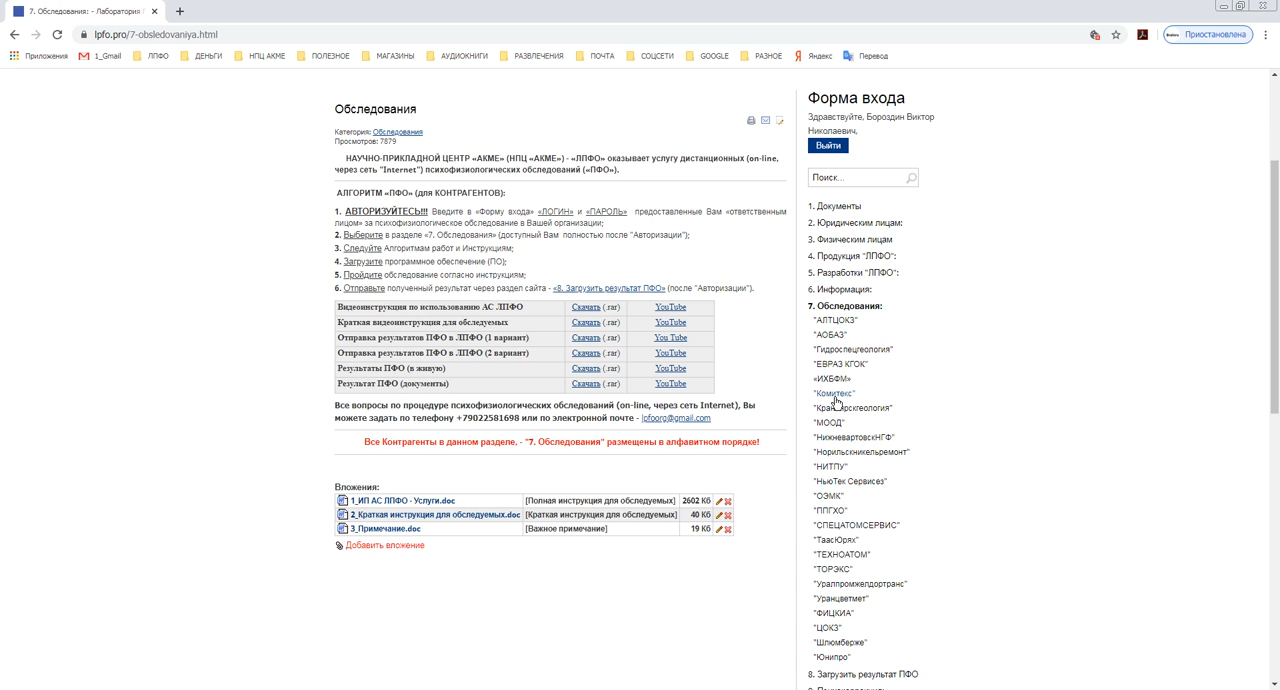 7. Обследования: - Лаборатория
lpfo.pro/7-obsledovaniya.html
Приостановлена
Приложения 1_Gmail ЛПФО ДЕНЬГИ НПЦ АКМЕ ПОЛЕЗНОЕ МАГАЗИНЫ АУДИОКНИГИ РАЗВЛЕЧЕНИЯ ПОЧТА СОЦСЕТИ GOOGLE РАЗНОЕ Яндекс Перевод
Обследования
Категория: Обследования
Просмотров: 7879
НАУЧНО-ПРИКЛАДНОЙ ЦЕНТР «АКМЕ» (НПЦ «АКМЕ») - «ЛПФО» оказывает услугу дистанционных (on-line,
через сеть "Internet") психофизиологических обследований («ПФО»).
АЛГОРИТМ «ПФО» (для КОНТРАГЕНТОВ):
1. АВТОРИЗУЙТЕСЬ!!! Введите в «Форму входа» «ЛОГИН» и «ПАРОЛЬ» предоставленные Вам «ответственным
лицом» за психофизиологическое обследование в Вашей организации;
2. Выберите в разделе «7. Обследования» (доступный Вам полностью после "Авторизации");
3. Следуйте Алгоритмам работ и Инструкциям;
4. Загрузите программное обеспечение (ПО);
5. Пройдите обследование согласно инструкциям;
6. Отправьте полученный результат через раздел сайта - «8. Загрузить результат ПФО» (после "Авторизации").
Видеоинструкция по использованию АС ЛПФО Скачать (.rar) YouTube
Краткая видеоинструкция для обследуемых Скачать (.rar) YouTube
Отправка результатов ПФО в ЛПФО (1 вариант) Скачать (.rar) You Tube
Отправка результатов ПФО в ЛПФО (2 вариант) Скачать (.rar) YouTube
Результаты ПФО (в живую) Скачать (.rar) YouTube
Результат ПФО (документы) Скачать (.rar) YouTube
Все вопросы по процедуре психофизиологических обследований (on-line, через сеть Internet), Вы
можете задать по телефону +79022581698 или по электронной почте - lpfoorg@gmail.com
Все Контрагенты в данном разделе, - "7. Обследования" размещены в алфавитном порядке!
Вложения:
1_ИП АС ЛПФО - Услуги.doc [Полная инструкция для обследуемых] 2602 Кб
2_Краткая инструкция для обследуемых.doc [Краткая инструкция для обследуемых] 40 Кб
3_Примечание.doc [Важное примечание] 19 Кб
Добавить вложение
Форма входа
Здравствуйте, Бороздин Виктор
Николаевич,
Выйти
Поиск...
1. Документы
2. Юридическим лицам:
3. Физическим лицам
4. Продукция "ЛПФО":
5. Разработки "ЛПФО":
6. Информация:
7. Обследования:
"АЛТЦОКЗ"
"АОБАЗ"
"Гидроспецгеология"
"ЕВРАЗ КГОК"
«ИХБФМ»
"Комитекс"
"МООД"
"НижневартовскНГФ"
"Норильскникельремонт"
"НИТПУ"
"НьюТек Сервисез"
"ОЭМК"
"ППГХО"
"СПЕЦАТОМСЕРВИС"
"ТаасЮрях"
"ТЕХНОАТОМ"
"ТОРЭКС"
"Уралпромжелдортранс"
"Уранцветмет"
"ФИЦКИА"
"ЦОКЗ"
"Шлюмберже"
"Юнипро"
8. Загрузить результат ПФО